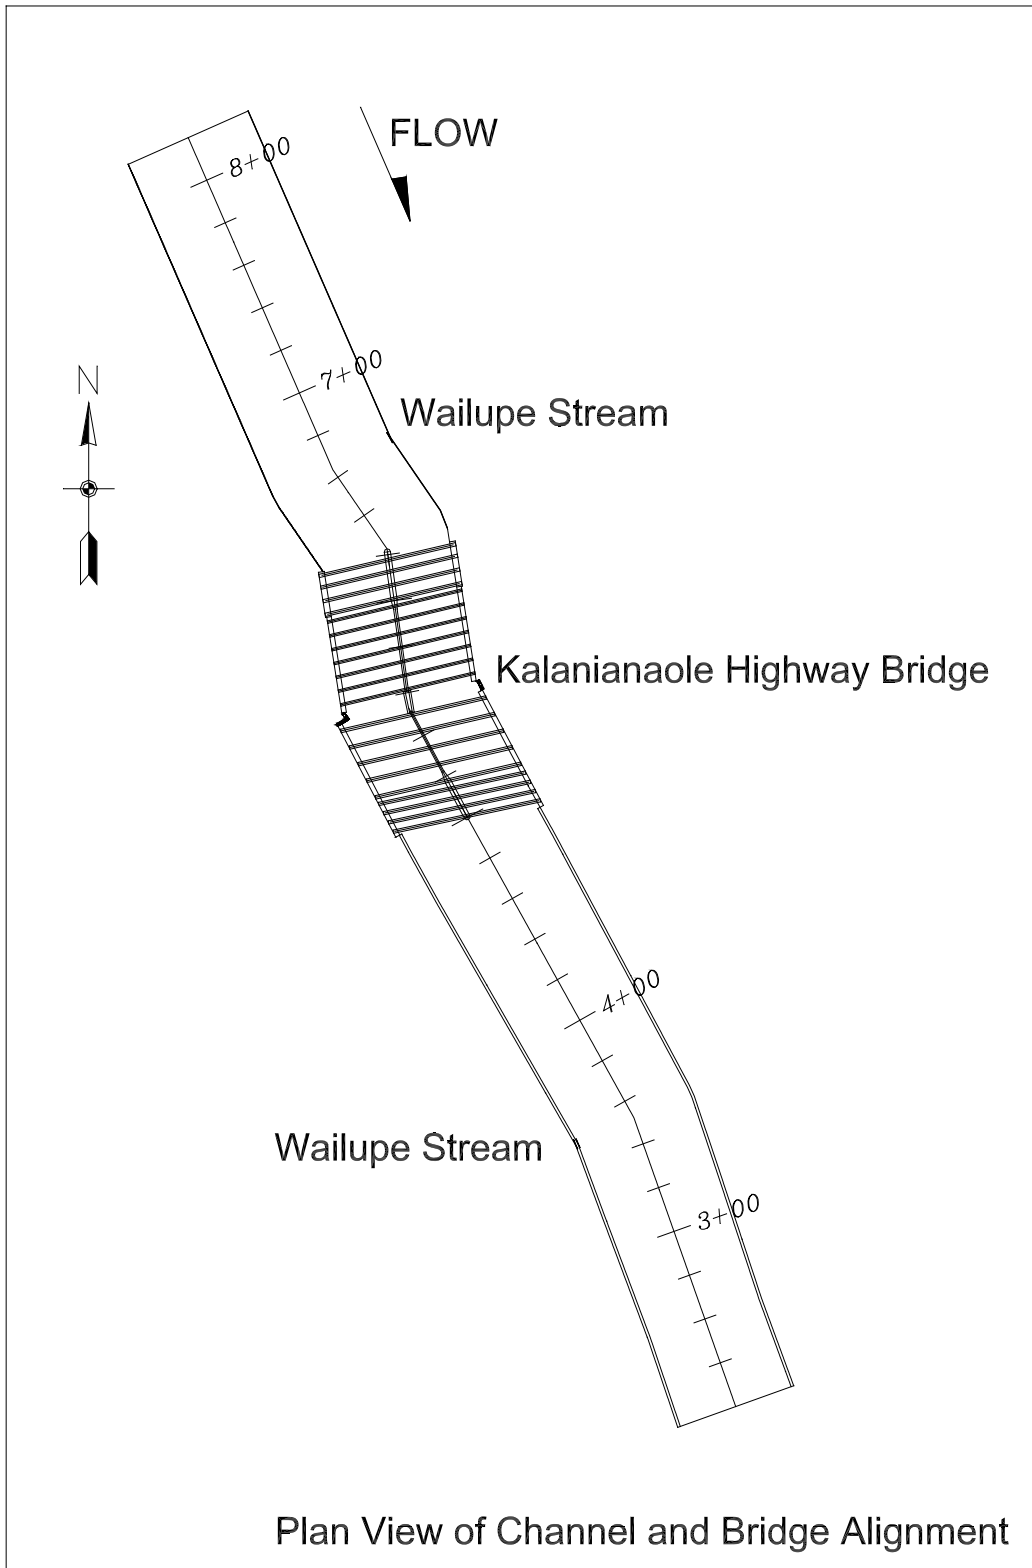 FLOW
8+00
N
7+00
Wailupe Stream
Kalanianaole Highway Bridge
4+00
Wailupe Stream
3+00
Plan View of Channel and Bridge Alignment